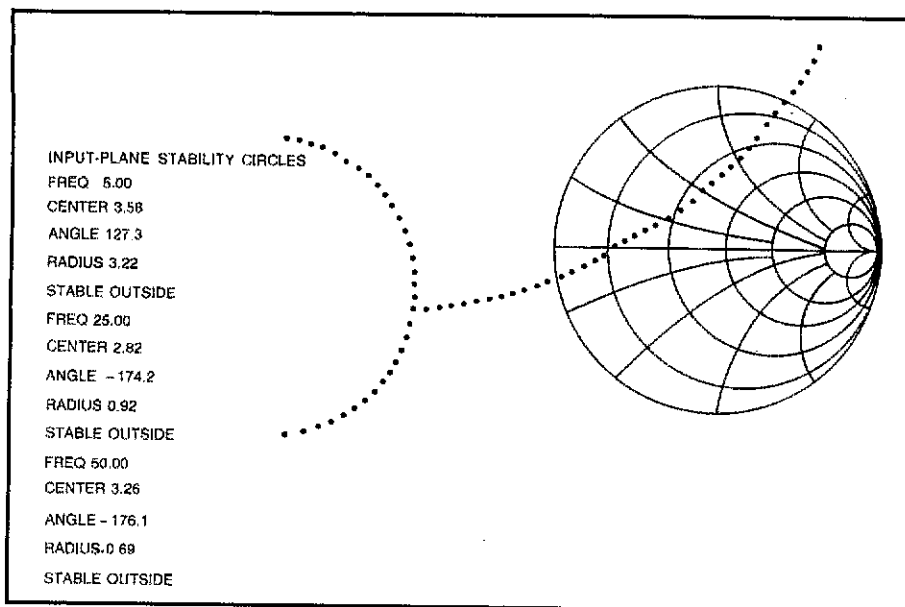 INPUT-PLANE STABILITY CIRCLES
FREQ 5.00
CENTER 3.56
ANGLE 127.3
RADIUS 3.22
STABLE OUTSIDE
FREQ 25.00
CENTER 2.82
ANGLE -174.2
RADIUS 0.92
STABLE OUTSIDE
FREQ 50.00
CENTER 3.26
ANGLE -176.1
RADIUS 0.69
STABLE OUTSIDE